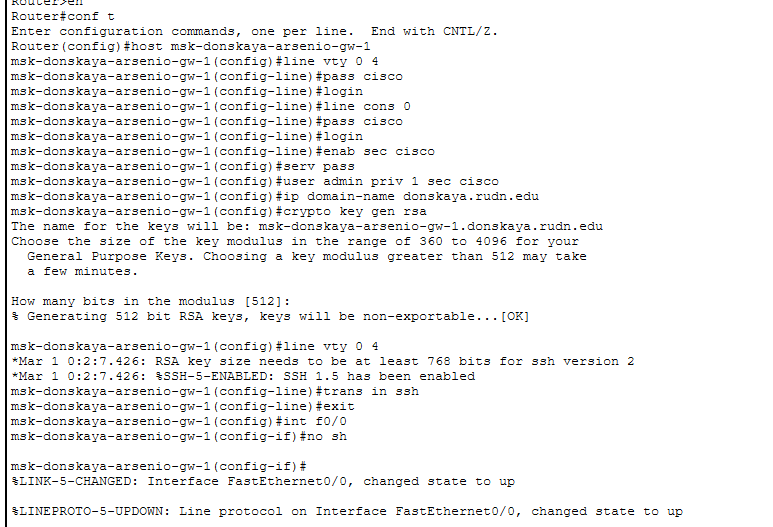 Router>en
Router#conf t
Enter configuration commands, one per line.  End with CNTL/Z.
Router(config)#host msk-donskaya-arsenio-gw-1
msk-donskaya-arsenio-gw-1(config)#line vty 0 4
msk-donskaya-arsenio-gw-1(config-line)#pass cisco
msk-donskaya-arsenio-gw-1(config-line)#login
msk-donskaya-arsenio-gw-1(config-line)#line cons 0
msk-donskaya-arsenio-gw-1(config-line)#pass cisco
msk-donskaya-arsenio-gw-1(config-line)#login
msk-donskaya-arsenio-gw-1(config-line)#enab sec cisco
msk-donskaya-arsenio-gw-1(config)#serv pass
msk-donskaya-arsenio-gw-1(config)#user admin priv 1 sec cisco
msk-donskaya-arsenio-gw-1(config)#ip domain-name donskaya.rudn.edu
msk-donskaya-arsenio-gw-1(config)#crypto key gen rsa
The name for the keys will be: msk-donskaya-arsenio-gw-1.donskaya.rudn.edu
Choose the size of the key modulus in the range of 360 to 4096 for your
  General Purpose Keys. Choosing a key modulus greater than 512 may take
  a few minutes.

How many bits in the modulus [512]:
% Generating 512 bit RSA keys, keys will be non-exportable...[OK]

msk-donskaya-arsenio-gw-1(config)#line vty 0 4
*Mar 1 0:2:7.426: RSA key size needs to be at least 768 bits for ssh version 2
*Mar 1 0:2:7.426: %SSH-5-ENABLED: SSH 1.5 has been enabled
msk-donskaya-arsenio-gw-1(config-line)#trans in ssh
msk-donskaya-arsenio-gw-1(config-line)#exit
msk-donskaya-arsenio-gw-1(config)#int f0/0
msk-donskaya-arsenio-gw-1(config-if)#no sh

msk-donskaya-arsenio-gw-1(config-if)#
%LINK-5-CHANGED: Interface FastEthernet0/0, changed state to up

%LINEPROTO-5-UPDOWN: Line protocol on Interface FastEthernet0/0, changed state to up